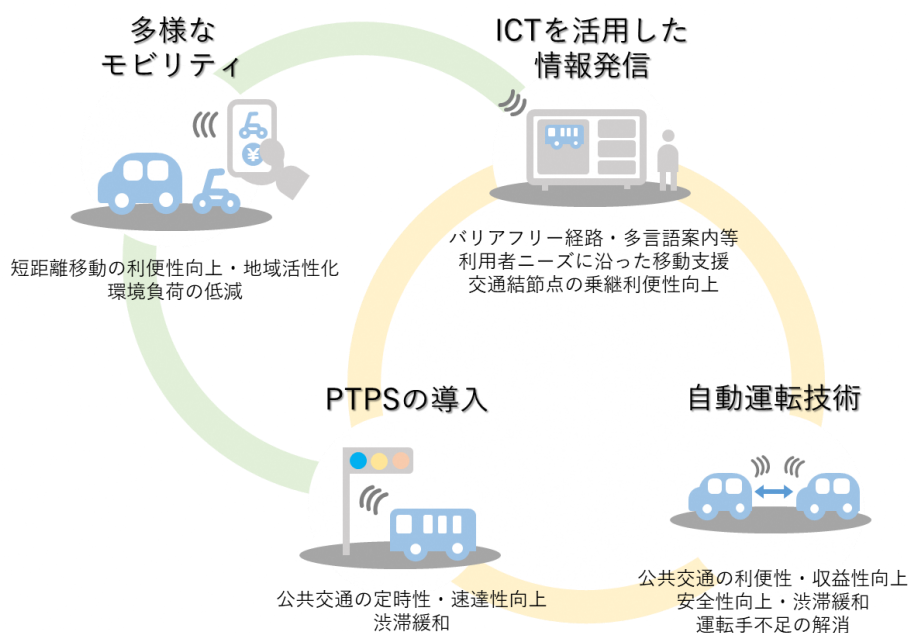 多様な
モビリティ
¥
短距離移動の利便性向上・地域活性化
環境負荷の低減
ICTを活用した
情報発信
バリアフリー経路・多言語案内等
利用者ニーズに沿った移動支援
交通結節点の乗継利便性向上
PTPSの導入
公共交通の定時性・速達性向上
渋滞緩和
自動運転技術
公共交通の利便性・収益性向上
安全性向上・渋滞緩和
運転手不足の解消